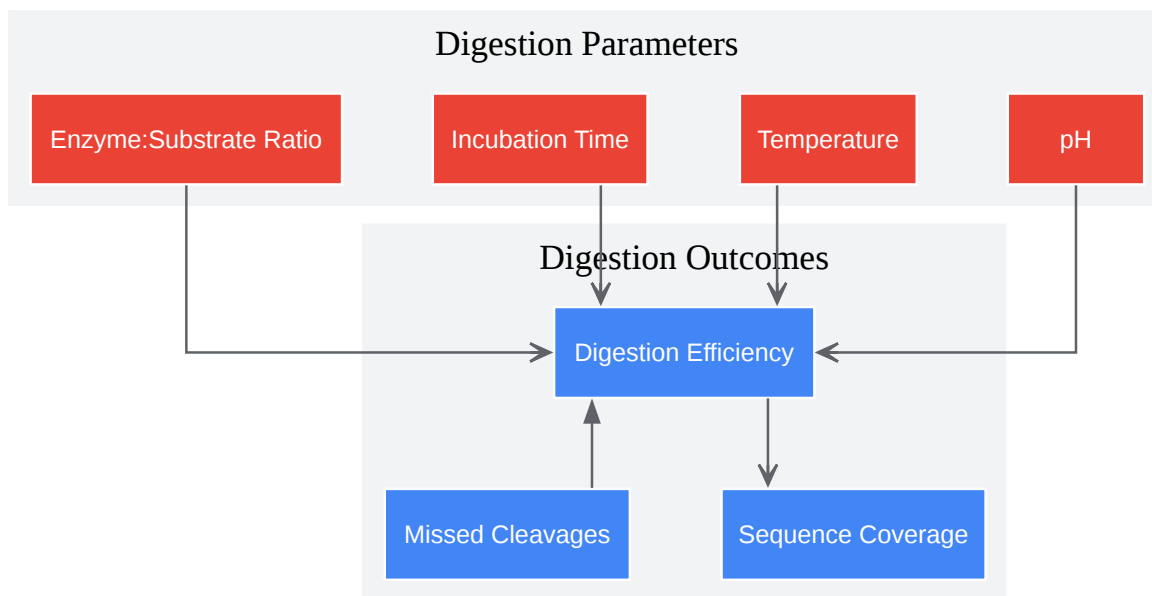 Digestion Parameters
Enzyme:Substrate Ratio
Incubation Time
Temperature
pH
Digestion Outcomes
Digestion Efficiency
Missed Cleavages
Sequence Coverage